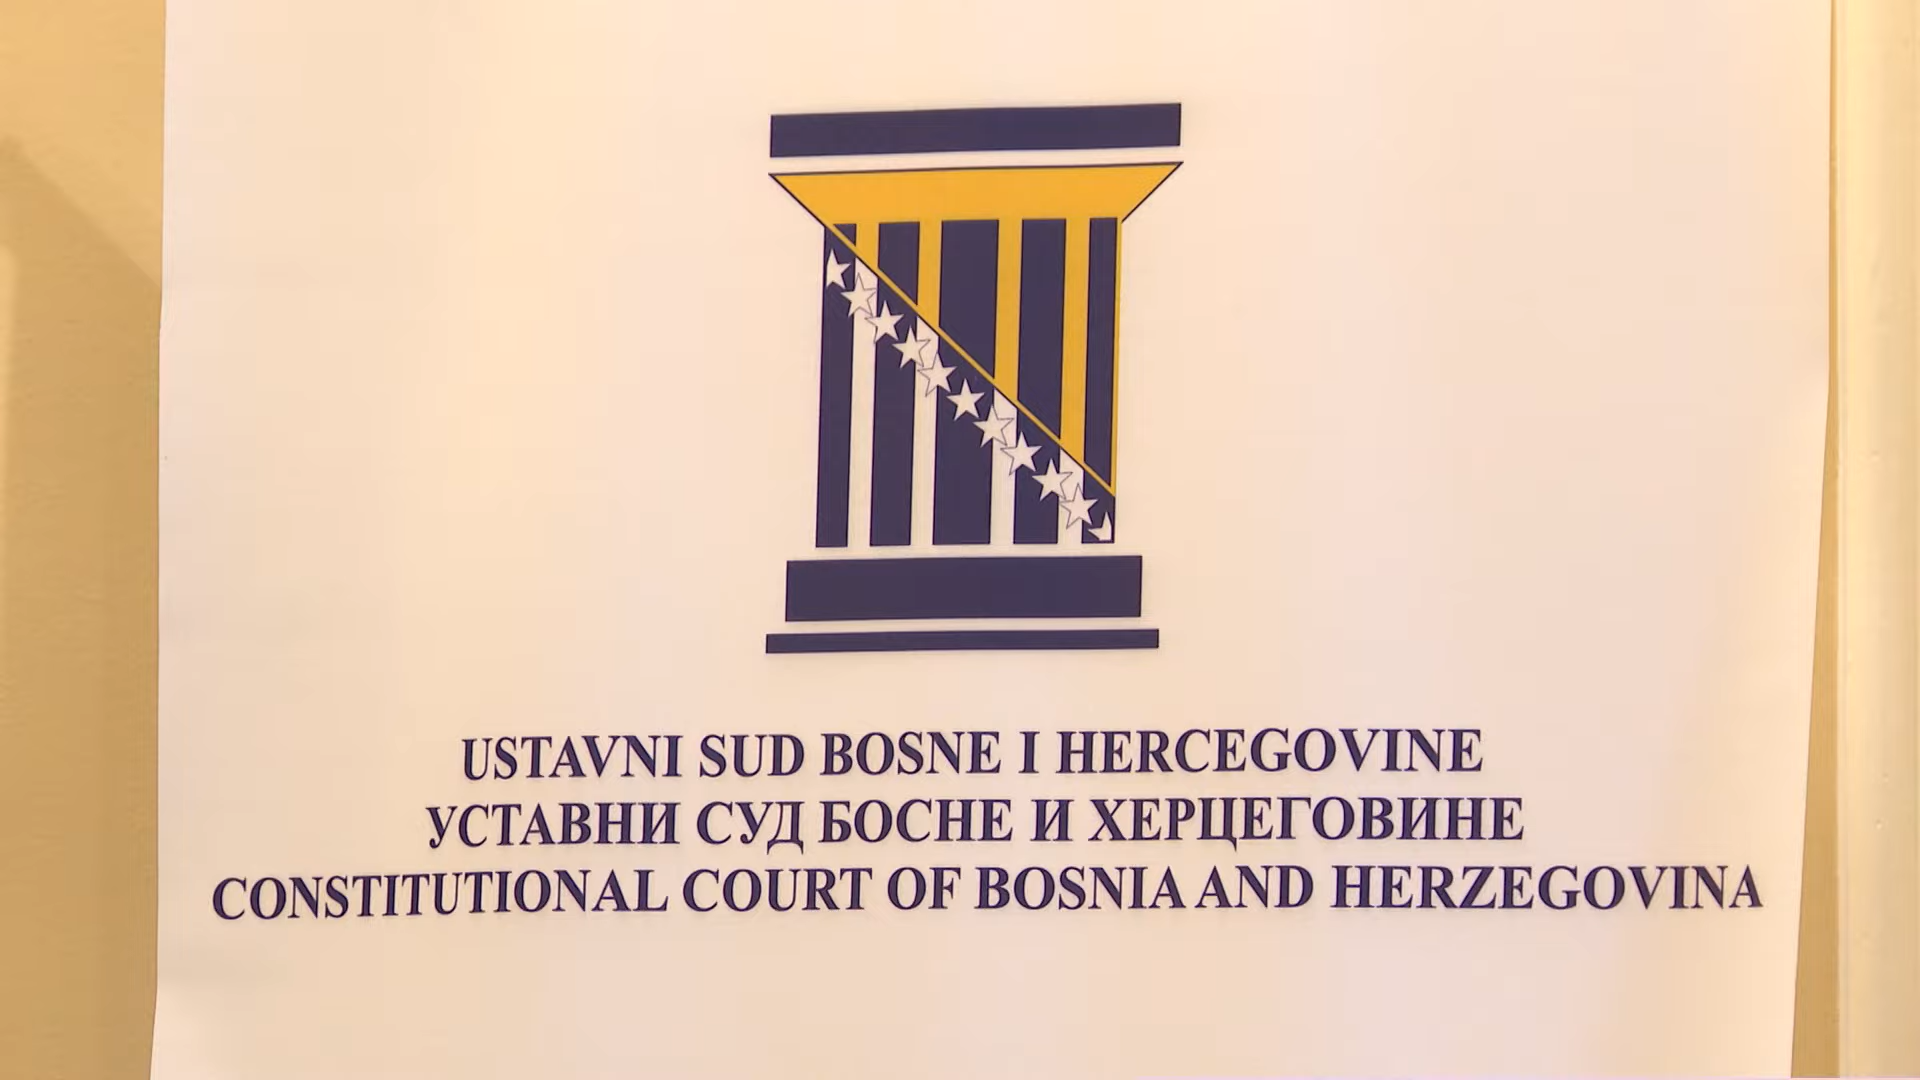 USTAVNI SUD BOSNE I HERCEGOVINE
УСТАВНИ СУД БОСНЕ И ХЕРЦЕГОВИНЕ
CONSTITUTIONAL COURT OF BOSNIA AND HERZEGOVINA